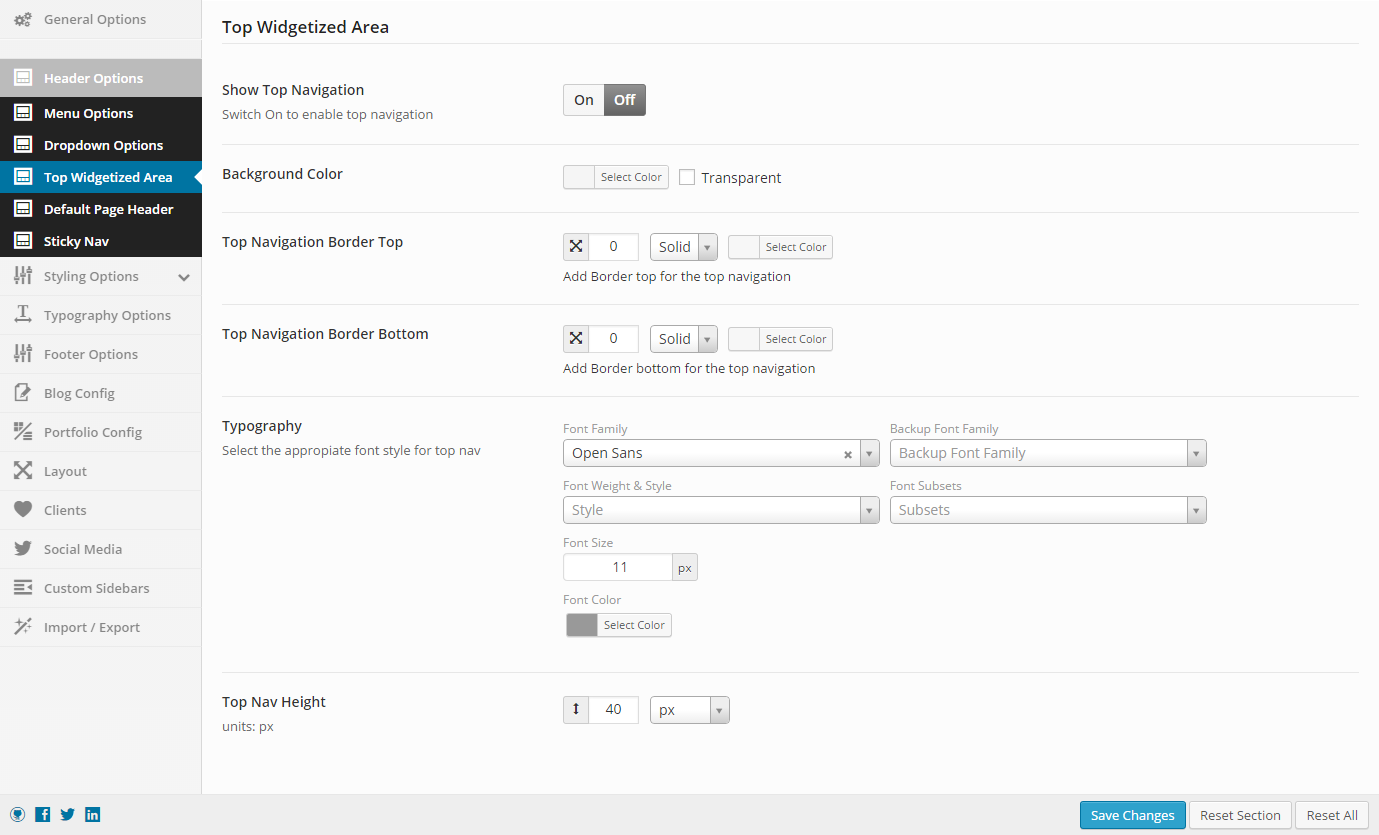 General Options
Header Options
Menu Options
Dropdown Options
Top Widgetized Area
Default Page Header
Sticky Nav
Styling Options
Typography Options
Footer Options
Blog Config
Portfolio Config
Layout
Clients
Social Media
Custom Sidebars
Import / Export
Top Widgetized Area
Show Top Navigation
Switch On to enable top navigation
On Off
Background Color
Select Color Transparent
Top Navigation Border Top
0 Solid Select Color
Add Border top for the top navigation
Top Navigation Border Bottom
0 Solid Select Color
Add Border bottom for the top navigation
Typography
Select the appropiate font style for top nav
Font Family Backup Font Family
Open Sans Backup Font Family
Font Weight & Style Font Subsets
Style Subsets
Font Size
11 px
Font Color
Select Color
Top Nav Height
units: px
40 px
Save Changes Reset Section Reset All